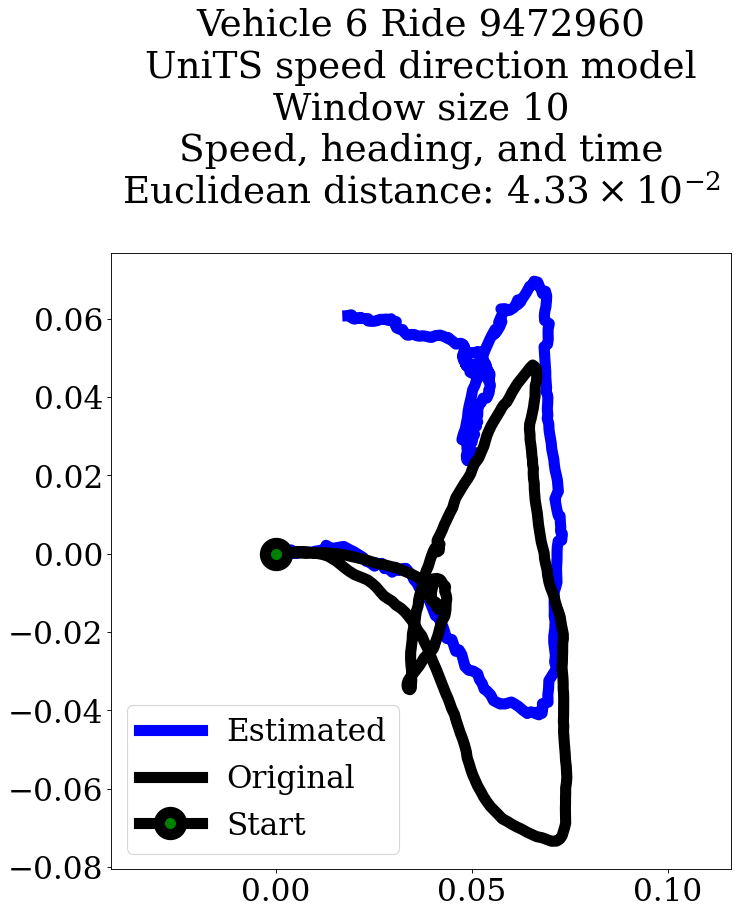 Vehicle 6 Ride 9472960
UniTS speed direction model
Window size 10
Speed, heading, and time
Euclidean distance: 4.33 × 10⁻²
0.06
0.04
0.02
0.00
−0.02
−0.04
−0.06
−0.08
Estimated
Original
Start
0.00 0.05 0.10